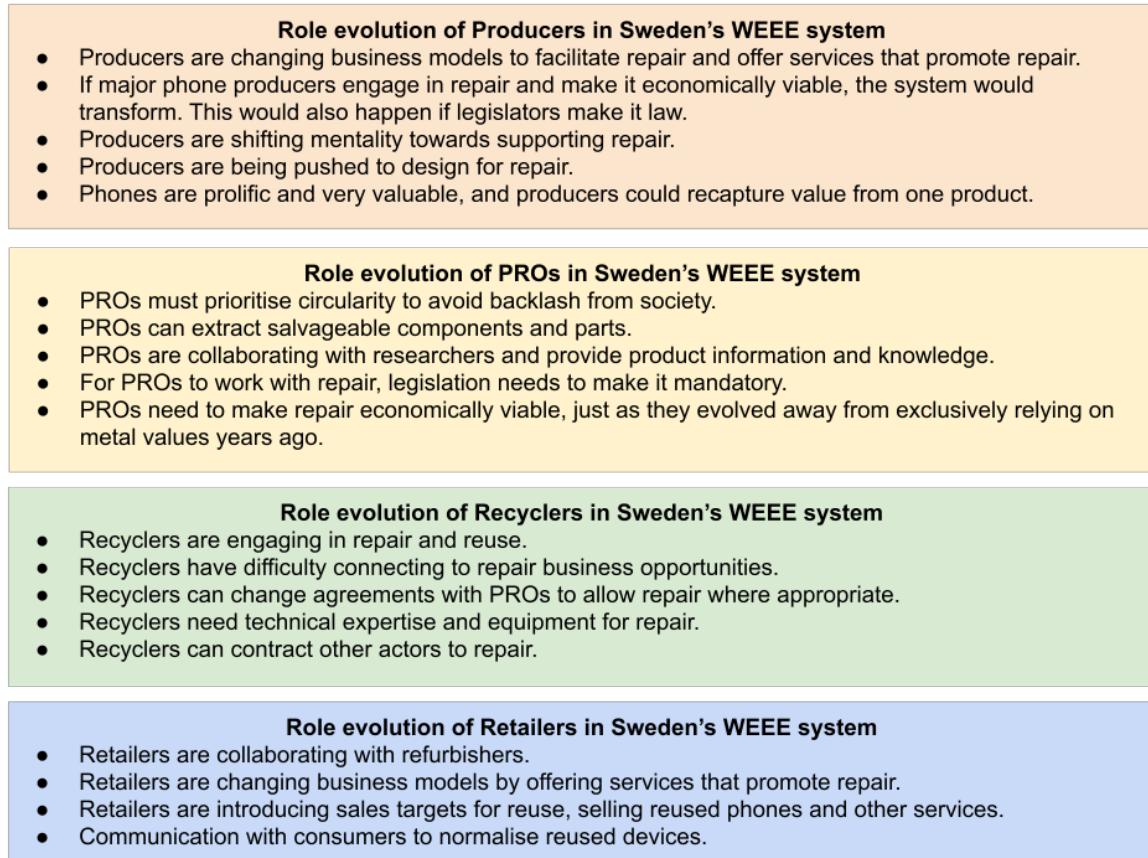 Role evolution of Producers in Sweden's WEEE system
● Producers are changing business models to facilitate repair and offer services that promote repair.
● If major phone producers engage in repair and make it economically viable, the system would
transform. This would also happen if legislators make it law.
● Producers are shifting mentality towards supporting repair.
● Producers are being pushed to design for repair.
● Phones are prolific and very valuable, and producers could recapture value from one product.
Role evolution of PROs in Sweden's WEEE system
● PROs must prioritise circularity to avoid backlash from society.
● PROs can extract salvageable components and parts.
● PROs are collaborating with researchers and provide product information and knowledge.
● For PROs to work with repair, legislation needs to make it mandatory.
● PROs need to make repair economically viable, just as they evolved away from exclusively relying on
metal values years ago.
Role evolution of Recyclers in Sweden's WEEE system
● Recyclers are engaging in repair and reuse.
● Recyclers have difficulty connecting to repair business opportunities.
● Recyclers can change agreements with PROs to allow repair where appropriate.
● Recyclers need technical expertise and equipment for repair.
● Recyclers can contract other actors to repair.
Role evolution of Retailers in Sweden's WEEE system
● Retailers are collaborating with refurbishers.
● Retailers are changing business models by offering services that promote repair.
● Retailers are introducing sales targets for reuse, selling reused phones and other services.
● Communication with consumers to normalise reused devices.